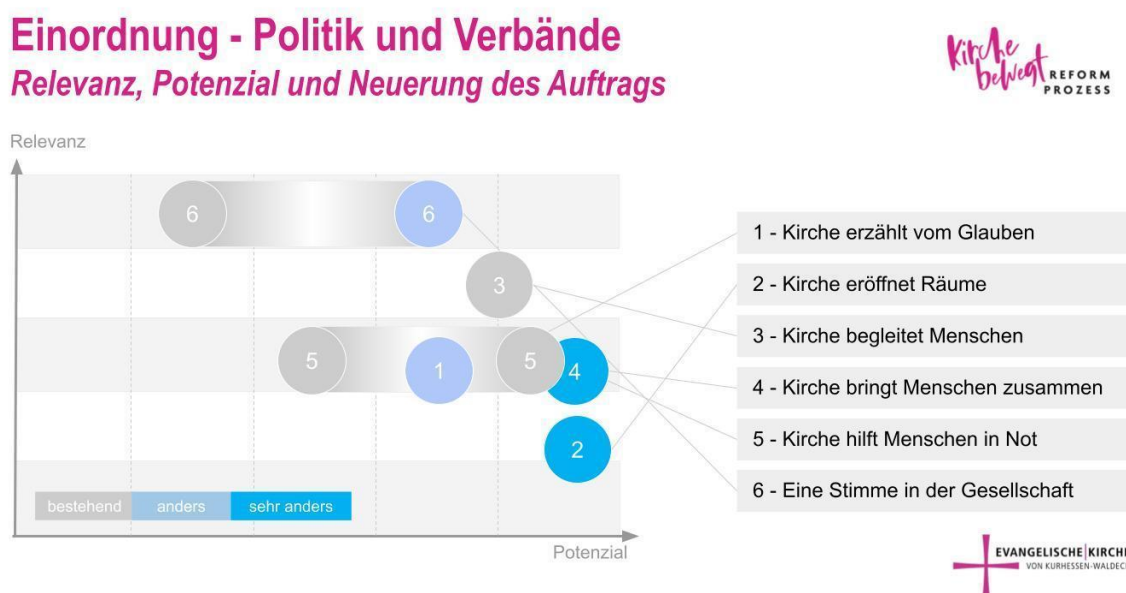 Einordnung - Politik und Verbände
Relevanz, Potenzial und Neuerung des Auftrags
Kirche
bewegt REFORM
PROZESS
Relevanz
6
6
3
5
1
5
4
2
bestehend anders sehr anders
Potenzial
1 - Kirche erzählt vom Glauben
2 - Kirche eröffnet Räume
3 - Kirche begleitet Menschen
4 - Kirche bringt Menschen zusammen
5 - Kirche hilft Menschen in Not
6 - Eine Stimme in der Gesellschaft
EVANGELISCHE KIRCHE
VON KURHESSEN-WALDECK